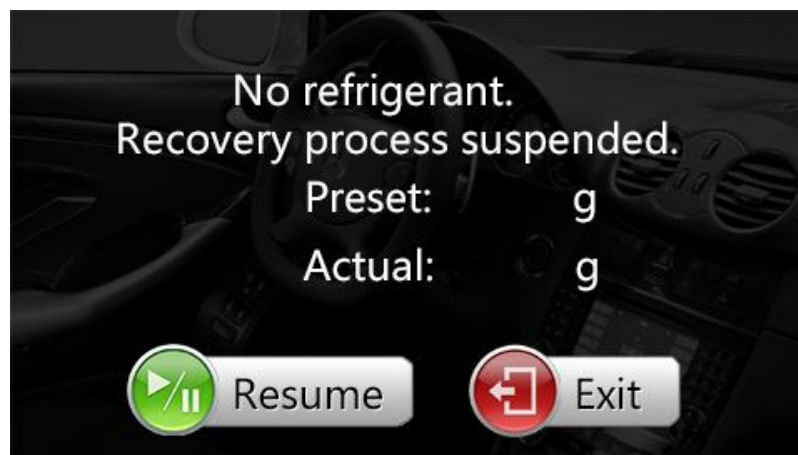 No refrigerant.
Recovery process suspended.
Preset: g
Actual: g
Resume Exit